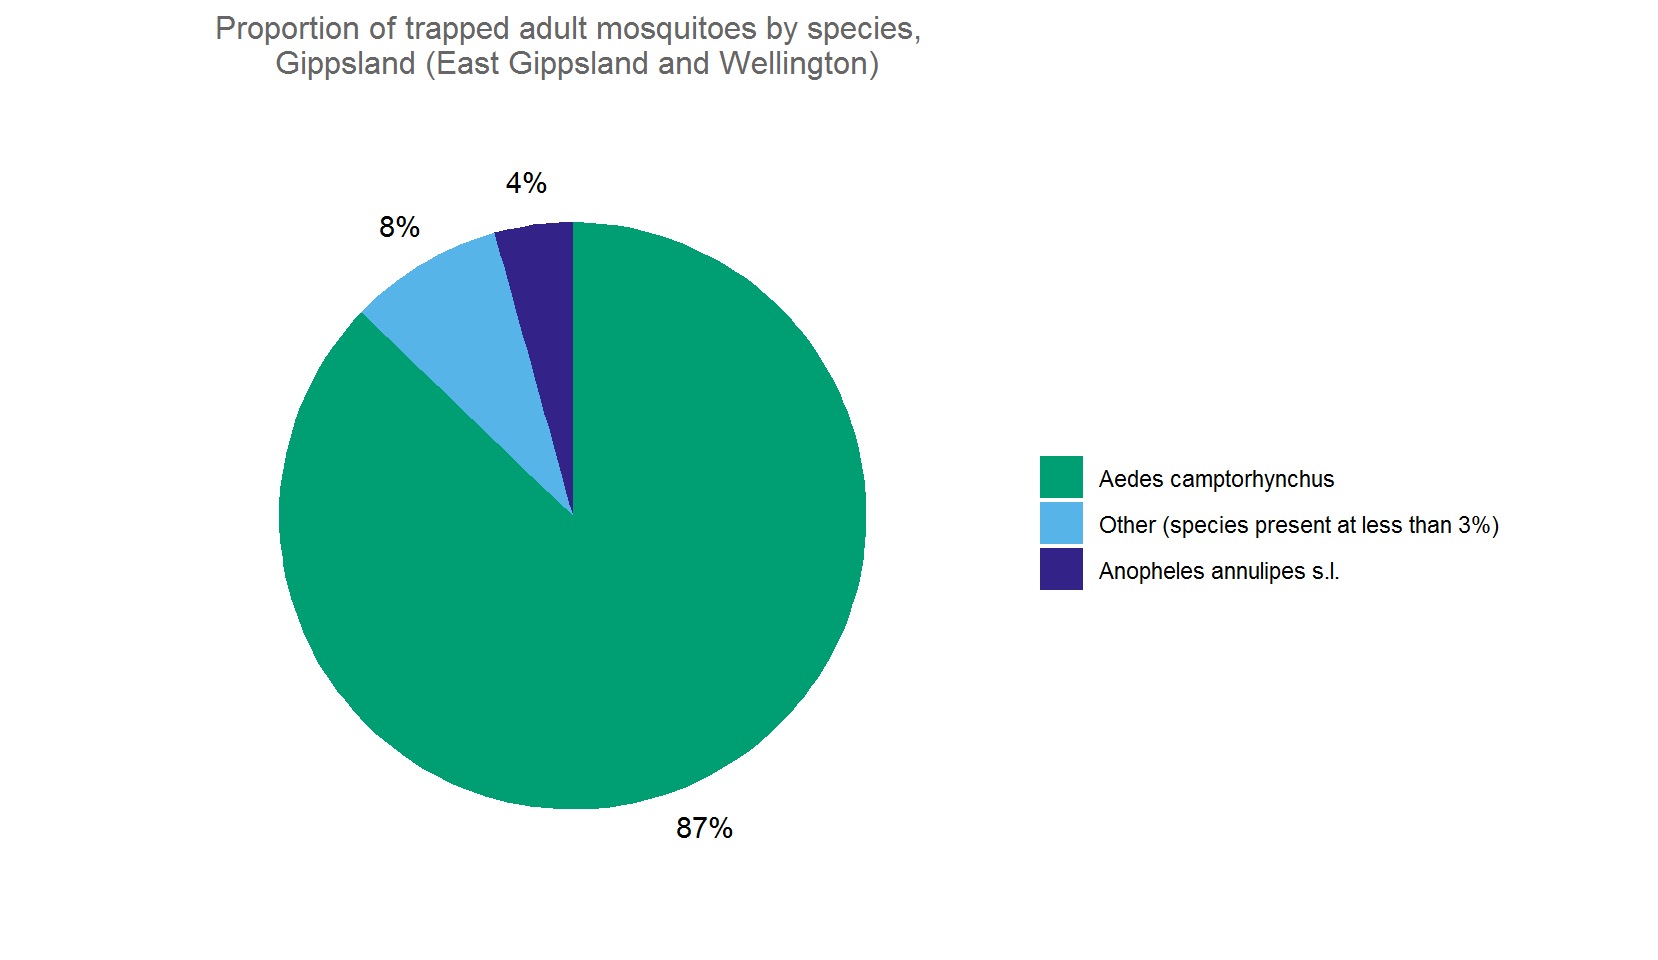 Proportion of trapped adult mosquitoes by species,
Gippsland (East Gippsland and Wellington)
4%
8%
87%
Aedes camptorhynchus
Other (species present at less than 3%)
Anopheles annulipes s.l.